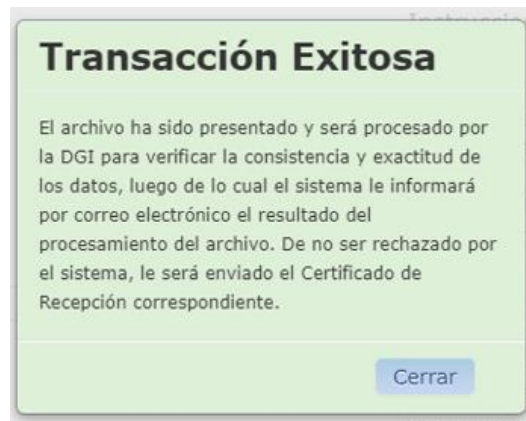 Transacción Exitosa
El archivo ha sido presentado y será procesado por
la DGI para verificar la consistencia y exactitud de
los datos, luego de lo cual el sistema le informará
por correo electrónico el resultado del
procesamiento del archivo. De no ser rechazado por
el sistema, le será enviado el Certificado de
Recepción correspondiente.
Cerrar